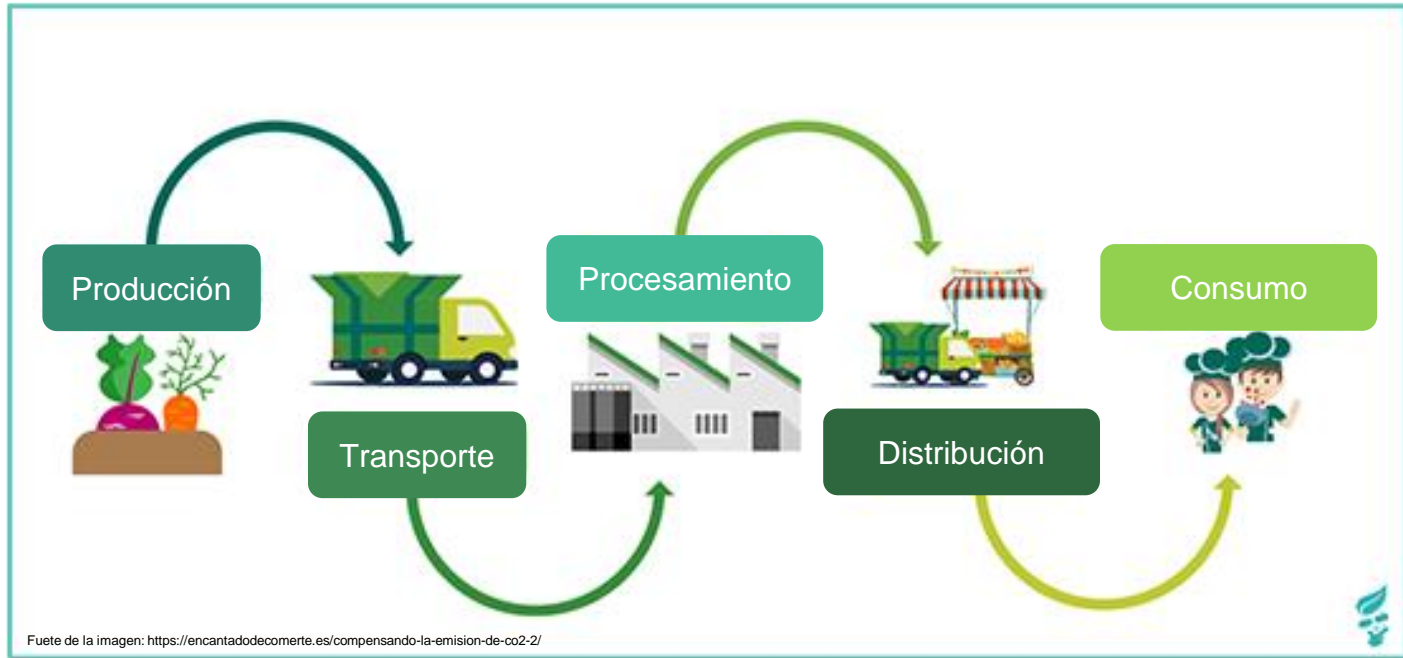 Producción
Transporte
Procesamiento
Distribución
Consumo
Fuete de la imagen: https://encantadodecomerte.es/compensando-la-emision-de-co2-2/